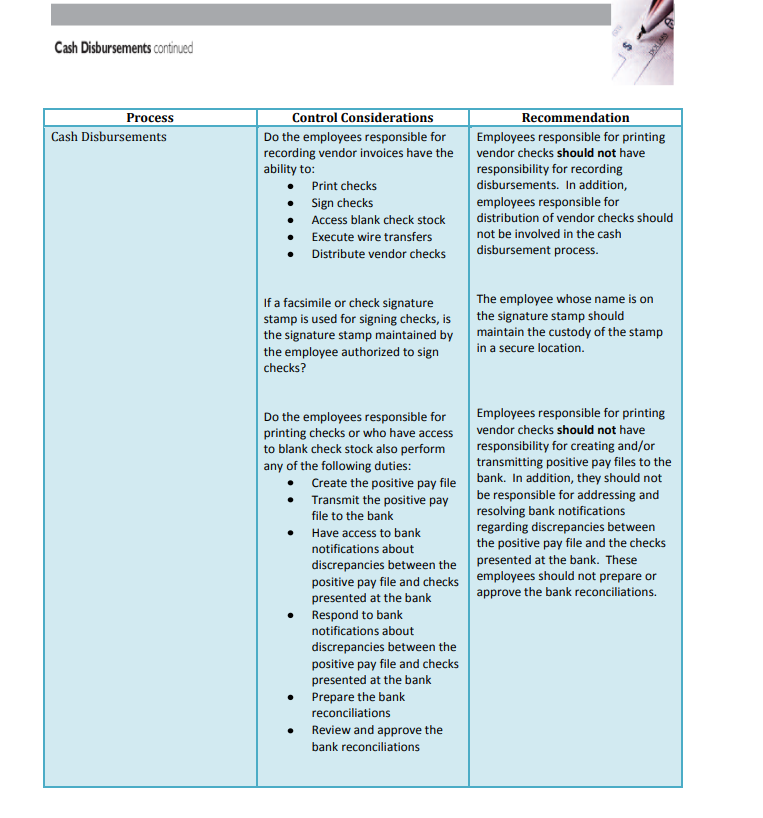 Cash Disbursements continued
Process
Control Considerations
Recommendation
Cash Disbursements
Do the employees responsible for
recording vendor invoices have the
ability to:
● Print checks
● Sign checks
● Access blank check stock
● Execute wire transfers
● Distribute vendor checks
If a facsimile or check signature
stamp is used for signing checks, is
the signature stamp maintained by
the employee authorized to sign
checks?
Do the employees responsible for
printing checks or who have access
to blank check stock also perform
any of the following duties:
● Create the positive pay file
● Transmit the positive pay
file to the bank
● Have access to bank
notifications about
discrepancies between the
positive pay file and checks
presented at the bank
● Respond to bank
notifications about
discrepancies between the
positive pay file and checks
presented at the bank
● Prepare the bank
reconciliations
● Review and approve the
bank reconciliations
Employees responsible for printing
vendor checks should not have
responsibility for recording
disbursements.  In addition,
employees responsible for
distribution of vendor checks should
not be involved in the cash
disbursement process.
The employee whose name is on
the signature stamp should
maintain the custody of the stamp
in a secure location.
Employees responsible for printing
vendor checks should not have
responsibility for creating and/or
transmitting positive pay files to the
bank.  In addition, they should not
be responsible for addressing and
resolving bank notifications
regarding discrepancies between
the positive pay file and the checks
presented at the bank.  These
employees should not prepare or
approve the bank reconciliations.